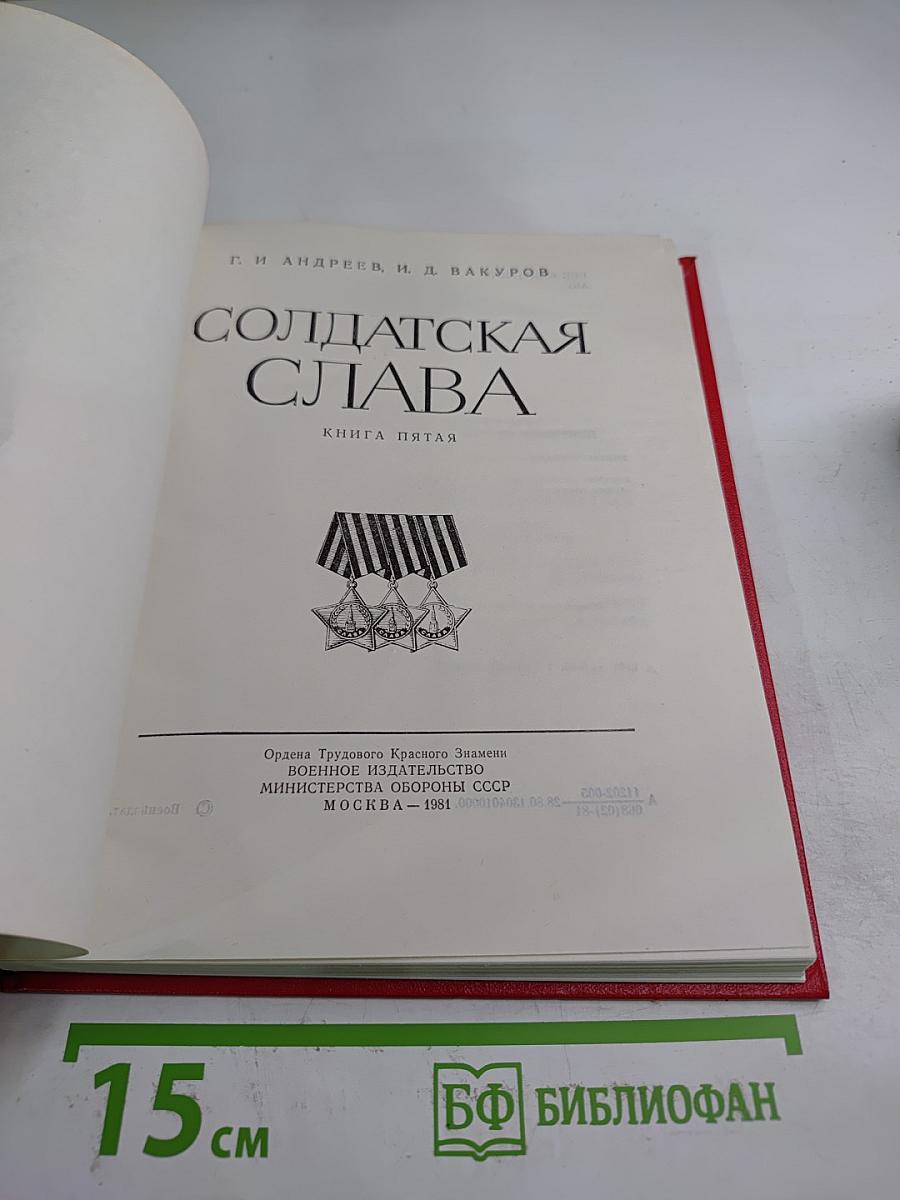 Г. И АНДРЕЕВ, И. Д. ВАКУРОВ
СОЛДАТСКАЯ
СЛАВА
КНИГА ПЯТАЯ
Ордена Трудового Красного Знамени
ВОЕННОЕ ИЗДАТЕЛЬСТВО
МИНИСТЕРСТВА ОБОРОНЫ СССР
МОСКВА — 1981
15 см
БФ БИБЛИОФАН